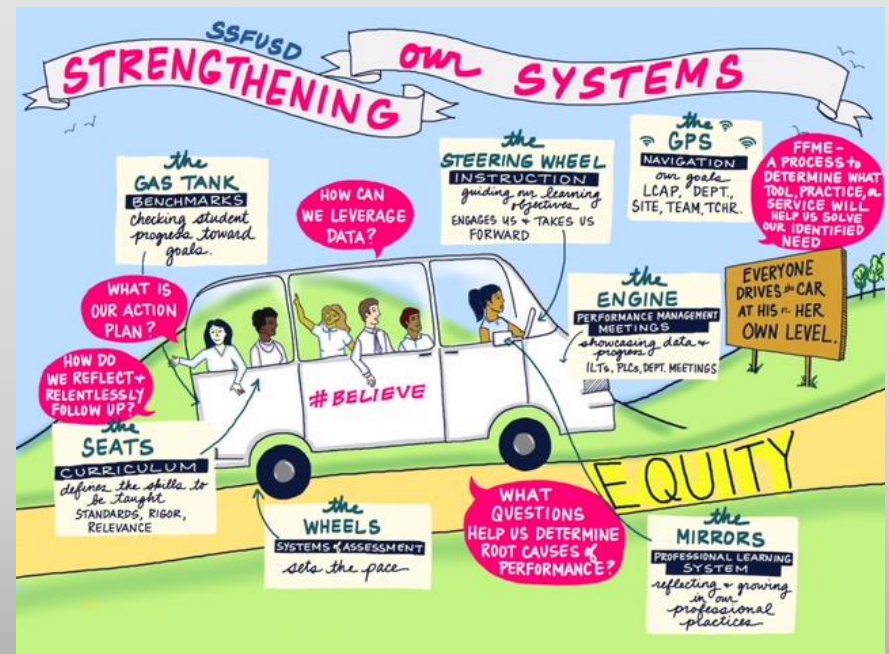 SSFUSD
STRENGTHENING
our SYSTEMS
the
GAS TANK
BENCHMARKS
checking student
progress toward
goals.
HOW CAN
WE LEVERAGE
DATA?
the
STEERING WHEEL
INSTRUCTION
guiding our learning
objectives
ENGAGES US + TAKES US
FORWARD
the
GPS
NAVIGATION
our goals
LCAP, DEPT.,
SITE, TEAM, TCHR.
FFME-
A PROCESS to
DETERMINE WHAT
TOOL, PRACTICE, or
SERVICE WILL
HELP US SOLVE
OUR IDENTIFIED
NEED
WHAT IS
OUR ACTION
PLAN?
HOW DO
WE REFLECT +
RELENTLESSLY
FOLLOW UP?
the
ENGINE
PERFORMANCE MANAGEMENT
MEETINGS
showcasing data +
progress
ILTs, PLCs, DEPT. MEETINGS
EVERYONE
DRIVES the CAR
AT HIS or HER
OWN LEVEL.
#BELIEVE
the
SEATS
CURRICULUM
defines the skills to
be taught
STANDARDS, RIGOR,
RELEVANCE
the
WHEELS
SYSTEMS of ASSESSMENT
sets the pace
WHAT
QUESTIONS
HELP US DETERMINE
ROOT CAUSES of
PERFORMANCE?
EQUITY
the
MIRRORS
PROFESSIONAL LEARNING
SYSTEM
reflecting + growing
in our
professional
practices